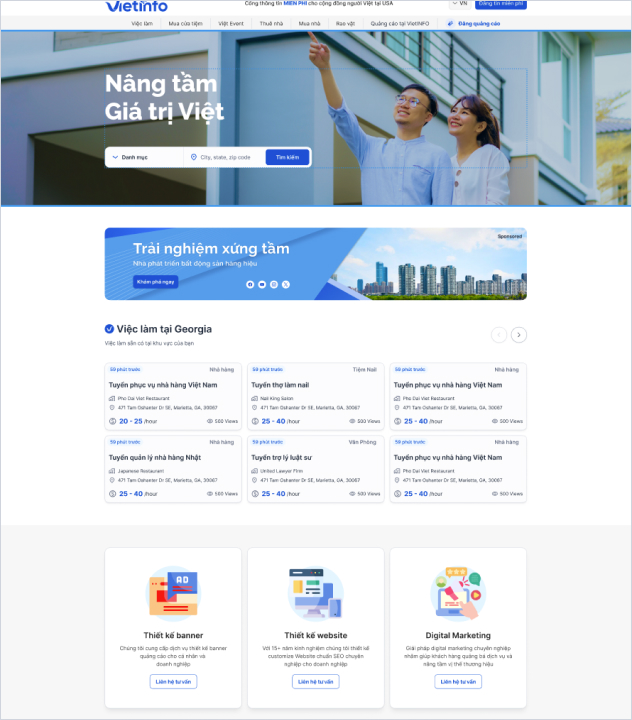 VietInfo
Cổng thông tin MIỄN PHÍ cho cộng đồng người Việt tại USA
VN
Đăng tin miễn phí
Việc làm
Mua cửa tiệm
Việt Event
Thuê nhà
Mua nhà
Rao vặt
Quảng cáo tại VietINFO
Đăng quảng cáo
Nâng tầm
Giá trị Việt
Danh mục
City, state, zip code
Tìm kiếm
Sponsored
Trải nghiệm xứng tầm
Nhà phát triển bất động sản hàng hiệu
Khám phá ngay
Việc làm tại Georgia
Việc làm sẵn có tại khu vực của bạn
59 phút trước
Nhà hàng
Tuyển phục vụ nhà hàng Việt Nam
Pho Dai Viet Restaurant
471 Tam Oshanter Dr SE, Marietta, GA, 30067
20 - 25 /hour
500 Views
59 phút trước
Tiệm Nail
Tuyển thợ làm nail
Nail King Salon
471 Tam Oshanter Dr SE, Marietta, GA, 30067
25 - 40 /hour
500 Views
59 phút trước
Nhà hàng
Tuyển phục vụ nhà hàng Việt Nam
Pho Dai Viet Restaurant
471 Tam Oshanter Dr SE, Marietta, GA, 30067
25 - 40 /hour
500 Views
59 phút trước
Nhà hàng
Tuyển quản lý nhà hàng Nhật
Japanese Restaurant
471 Tam Oshanter Dr SE, Marietta, GA, 30067
25 - 40 /hour
500 Views
59 phút trước
Văn Phòng
Tuyển trợ lý luật sư
United Lawyer Firm
471 Tam Oshanter Dr SE, Marietta, GA, 30067
25 - 40 /hour
500 Views
59 phút trước
Nhà hàng
Tuyển phục vụ nhà hàng Việt Nam
Pho Dai Viet Restaurant
471 Tam Oshanter Dr SE, Marietta, GA, 30067
25 - 40 /hour
500 Views
AD
Thiết kế banner
Chúng tôi cung cấp dịch vụ thiết kế banner
quảng cáo cho cá nhân và
doanh nghiệp
Liên hệ tư vấn
Thiết kế website
Với 15+ năm kinh nghiệm chúng tôi thiết kế
customize Website chuẩn SEO chuyên
nghiệp cho doanh nghiệp
Liên hệ tư vấn
Digital Marketing
Giải pháp digital marketing chuyên nghiệp
nhằm giúp khách hàng quảng bá dịch vụ và
nâng tầm vị thế thương hiệu
Liên hệ tư vấn